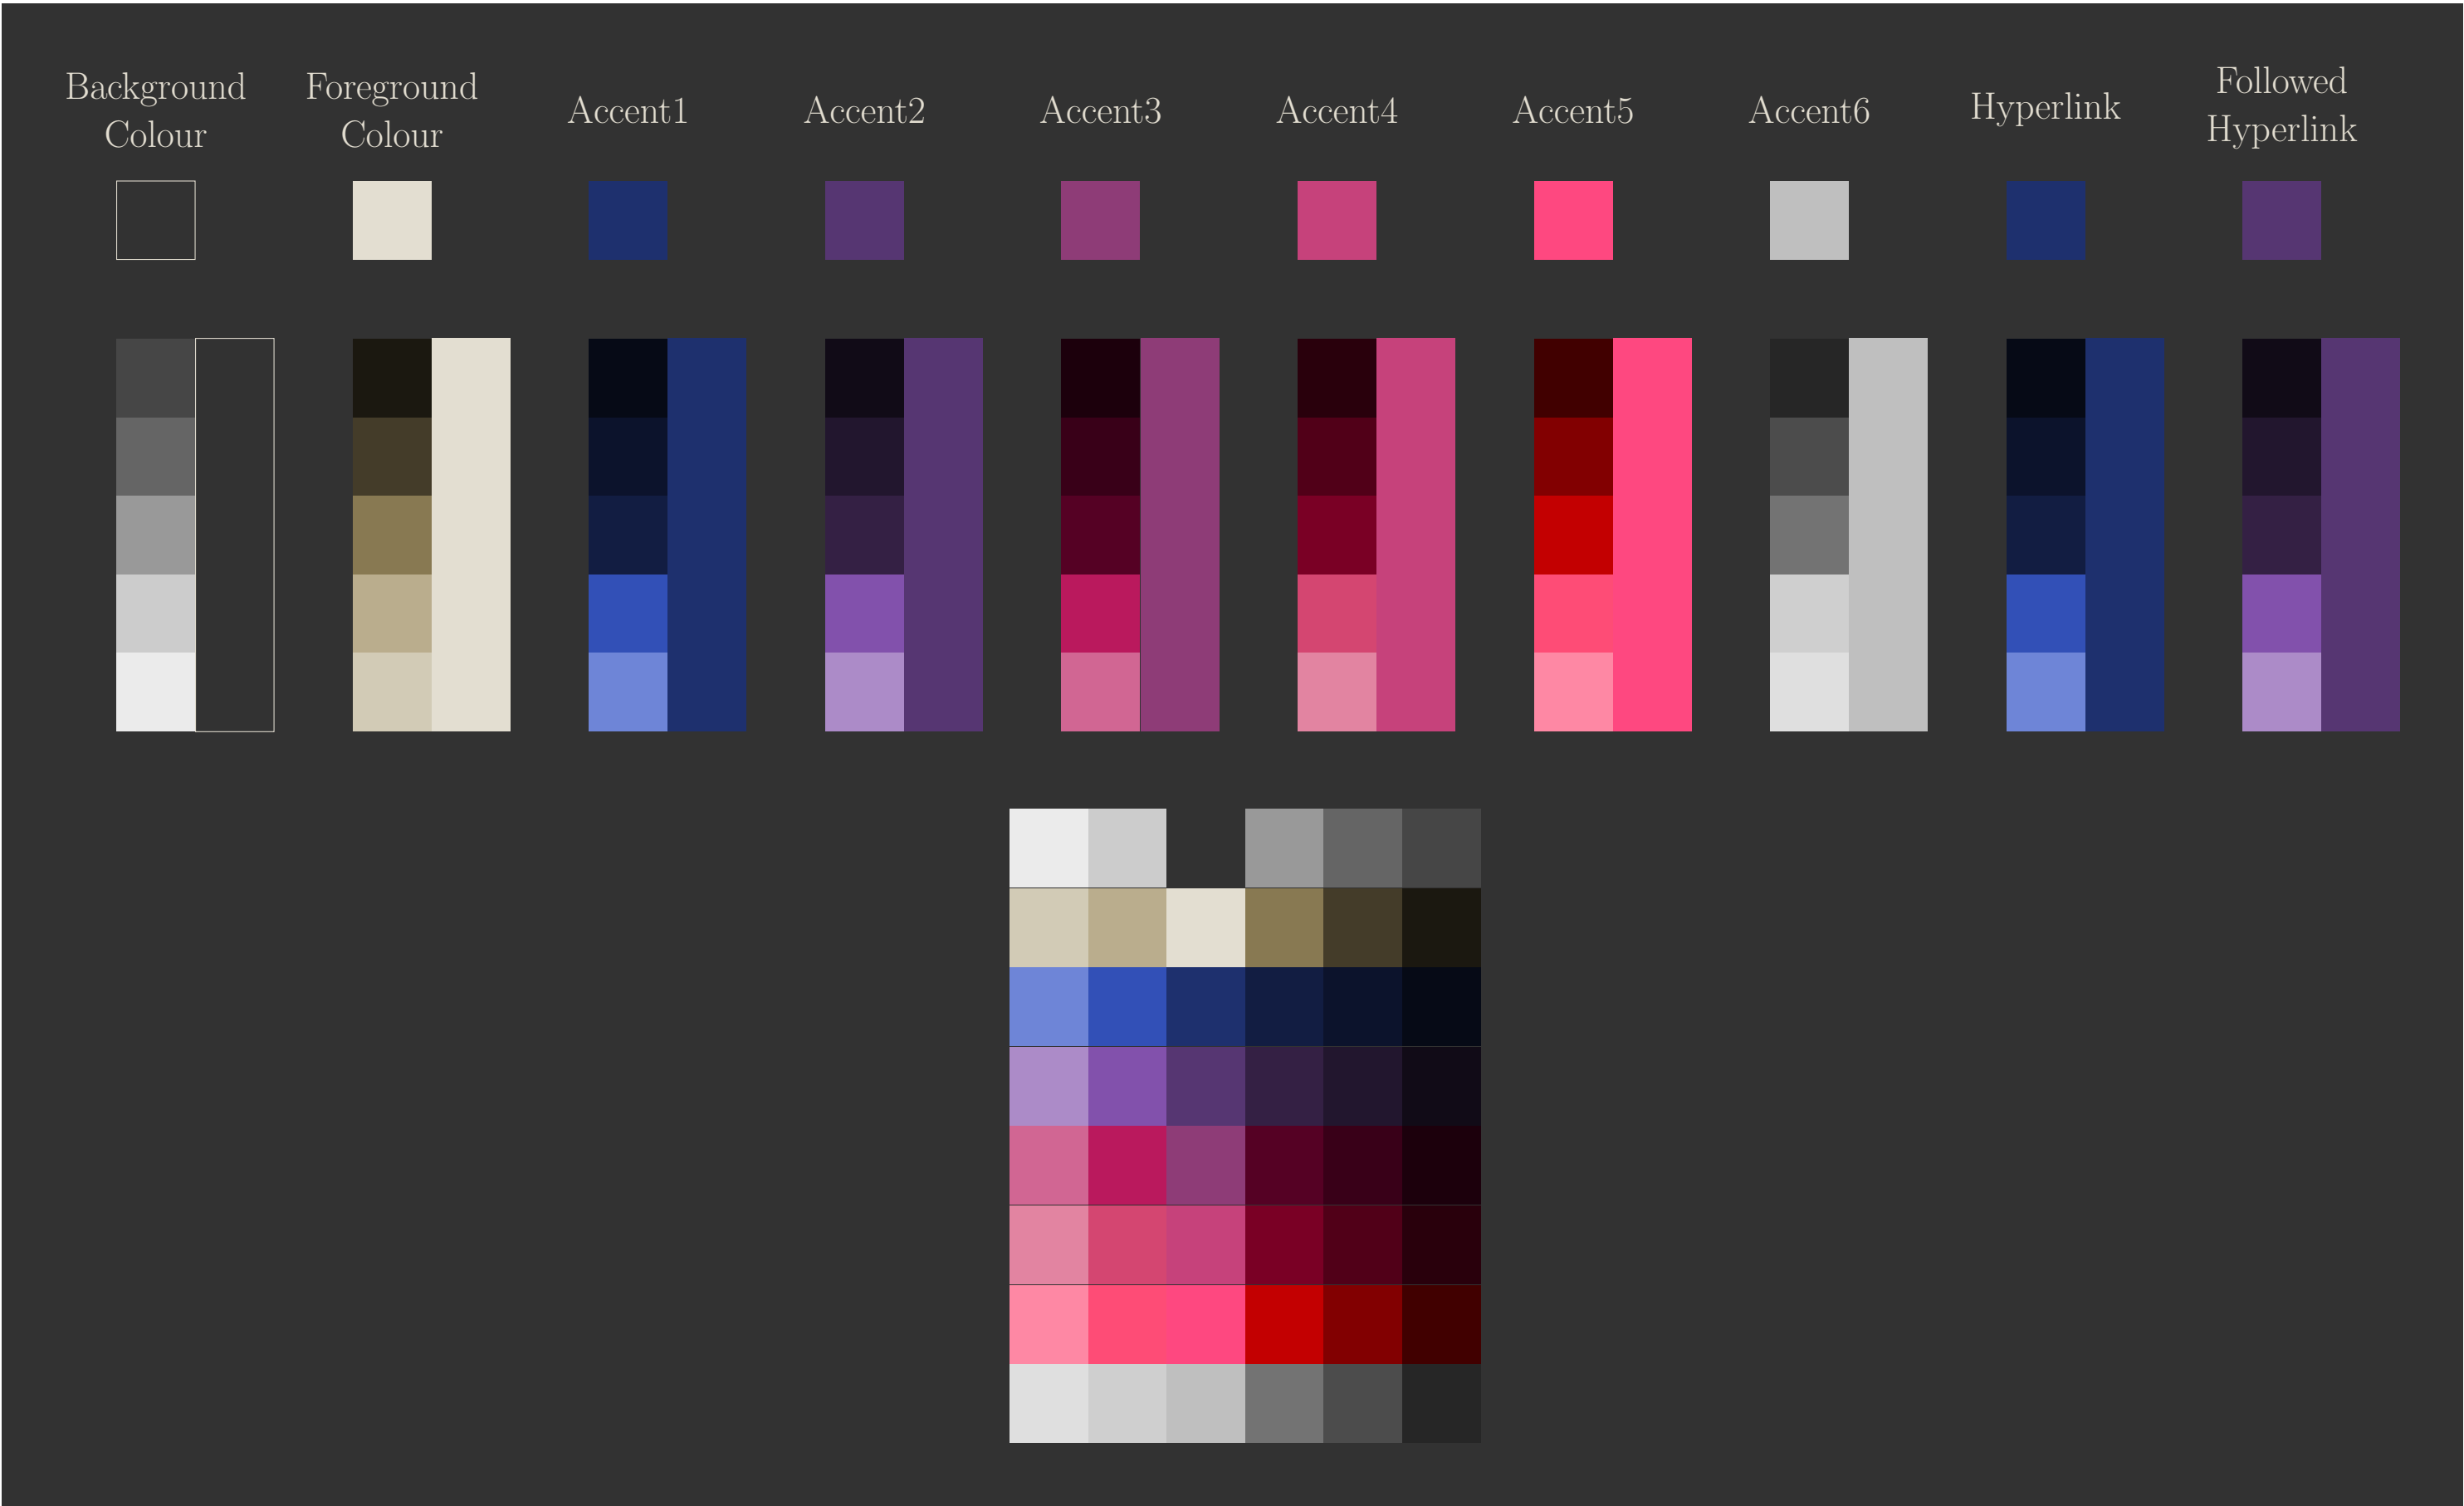 Background
Colour
Foreground
Colour
Accent1
Accent2
Accent3
Accent4
Accent5
Accent6
Hyperlink
Followed
Hyperlink